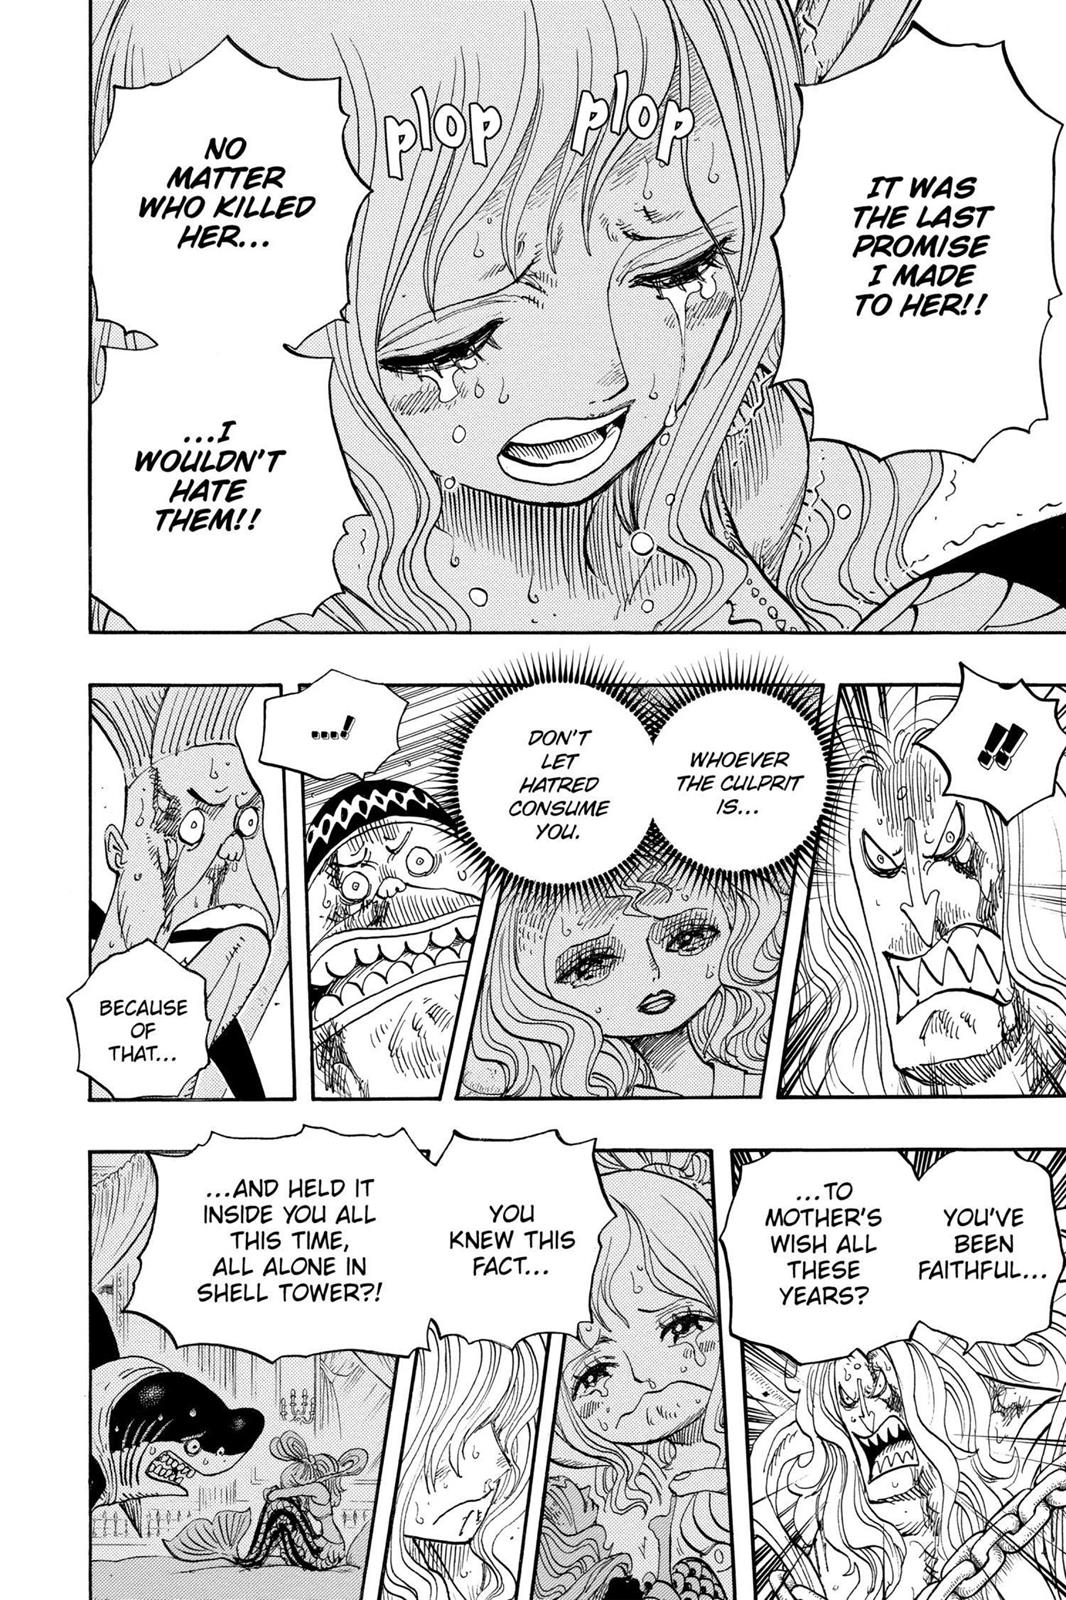 IT WAS
THE LAST
PROMISE
I MADE
TO HER!!
plop
plop
NO
MATTER
WHO KILLED
HER...
...I
WOULDN'T
HATE
THEM!!
!!
WHOEVER
THE CULPRIT
IS...
DON'T
LET
HATRED
CONSUME
YOU.
....!
BECAUSE
OF
THAT...
YOU'VE
BEEN
FAITHFUL...
...TO
MOTHER'S
WISH ALL
THESE
YEARS?
YOU
KNEW THIS
FACT...
...AND HELD IT
INSIDE YOU ALL
THIS TIME,
ALL ALONE IN
SHELL TOWER?!